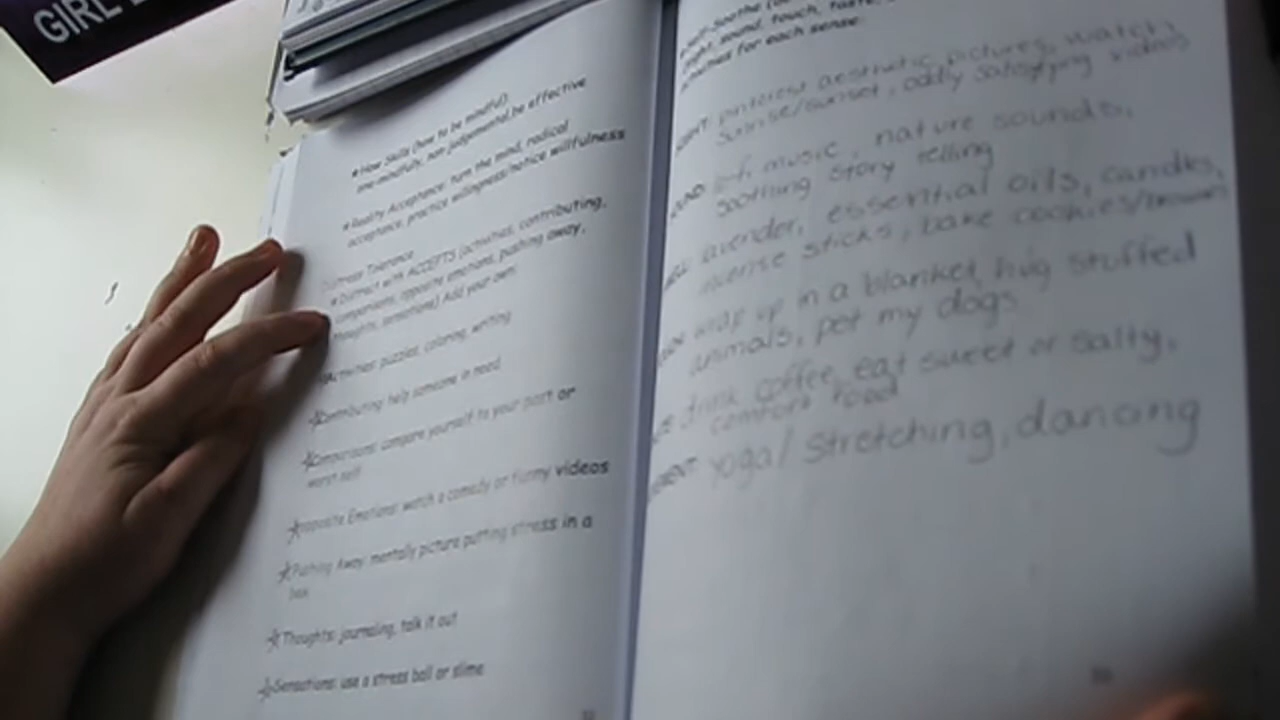 GIRL
• How Skills (how to be mindful)
one-mindfully, non judgemental, be effective
• Reality Acceptance: turn the mind, radical
acceptance, practice willingness/notice willfulness
Distress Tolerance
• Distract with ACCEPTS (activities, contributing,
comparisons, opposite emotions, pushing away,
thoughts, sensations) Add your own
Activities: puzzles, coloring, writing
Contributing: help someone in need
Comparisons: compare yourself to your past or
worst self
Opposite Emotions: watch a comedy or funny videos
Pushing Away: mentally picture putting stress in a
box
Thoughts: journaling, talk it out
Sensations: use a stress ball or slime
sight, sound, touch, taste,
activities for each sense:
pinterest aesthetic pictures, watch
sunrise/sunset, oddly satisfying videos
lo-fi music, nature sounds,
soothing story telling
lavender, essential oils, candles,
incense sticks, bake cookies/
wrap up in a blanket, hug stuffed
animals, pet my dogs
drink coffee, eat sweet or salty,
comfort food
yoga/stretching, dancing